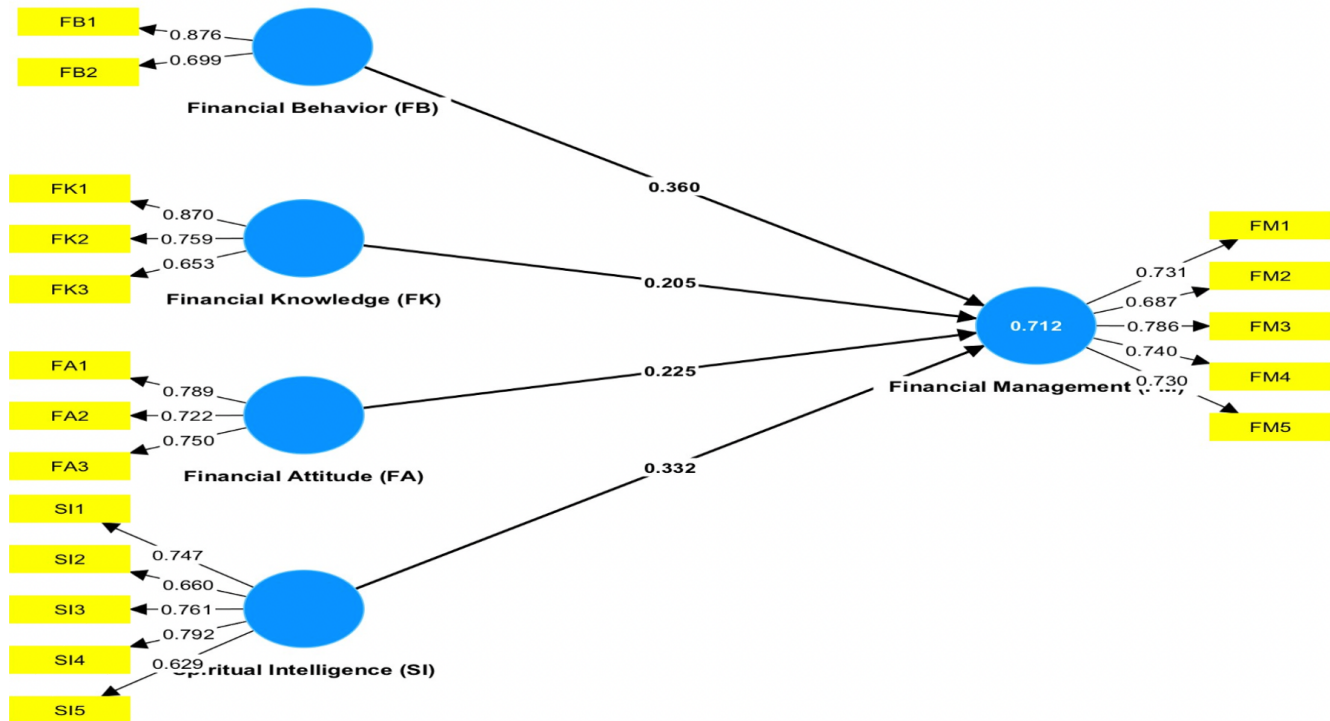 FB1
0.876
FB2
0.699
Financial Behavior (FB)
0.360
FK1
0.870
FK2
0.759
FK3
0.653
Financial Knowledge (FK)
0.205
FA1
0.789
FA2
0.722
FA3
0.750
Financial Attitude (FA)
0.225
SI1
0.747
SI2
0.660
SI3
0.761
SI4
0.792
SI5
0.629
Intelligence (SI)
0.332
0.712
Financial Management
FM1
0.731
FM2
0.687
FM3
0.786
FM4
0.740
FM5
0.730